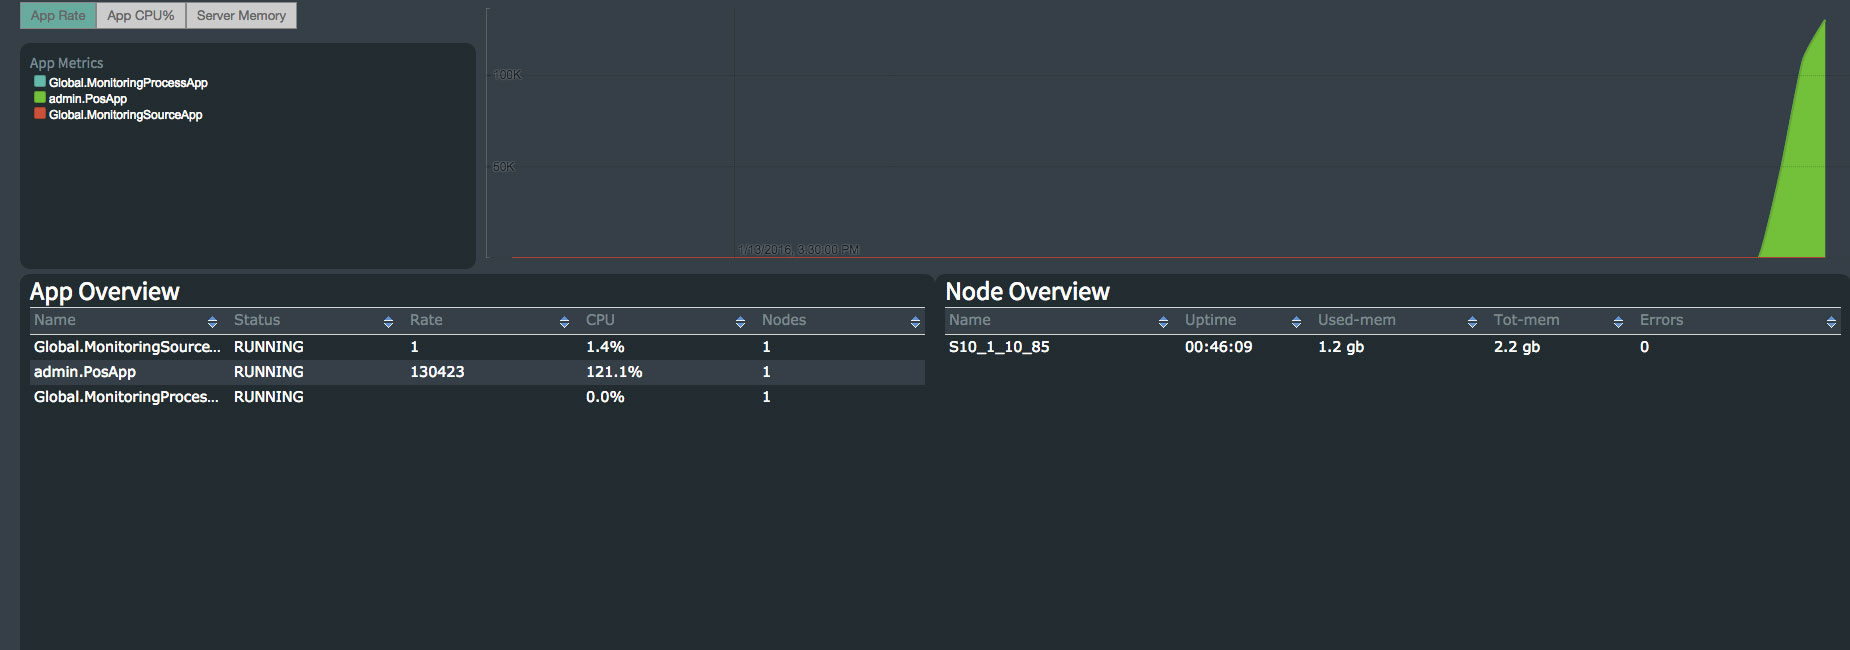 App Rate App CPU% Server Memory
App Metrics
Global.MonitoringProcessApp
admin.PosApp
Global.MonitoringSourceApp
100K
50K
1/13/2016, 3:30:00 PM
App Overview
Name Status Rate CPU Nodes
Global.MonitoringSource... RUNNING 1 1.4% 1
admin.PosApp RUNNING 130423 121.1% 1
Global.MonitoringProces... RUNNING 0.0% 1
Node Overview
Name Uptime Used-mem Tot-mem Errors
S10_1_10_85 00:46:09 1.2 gb 2.2 gb 0